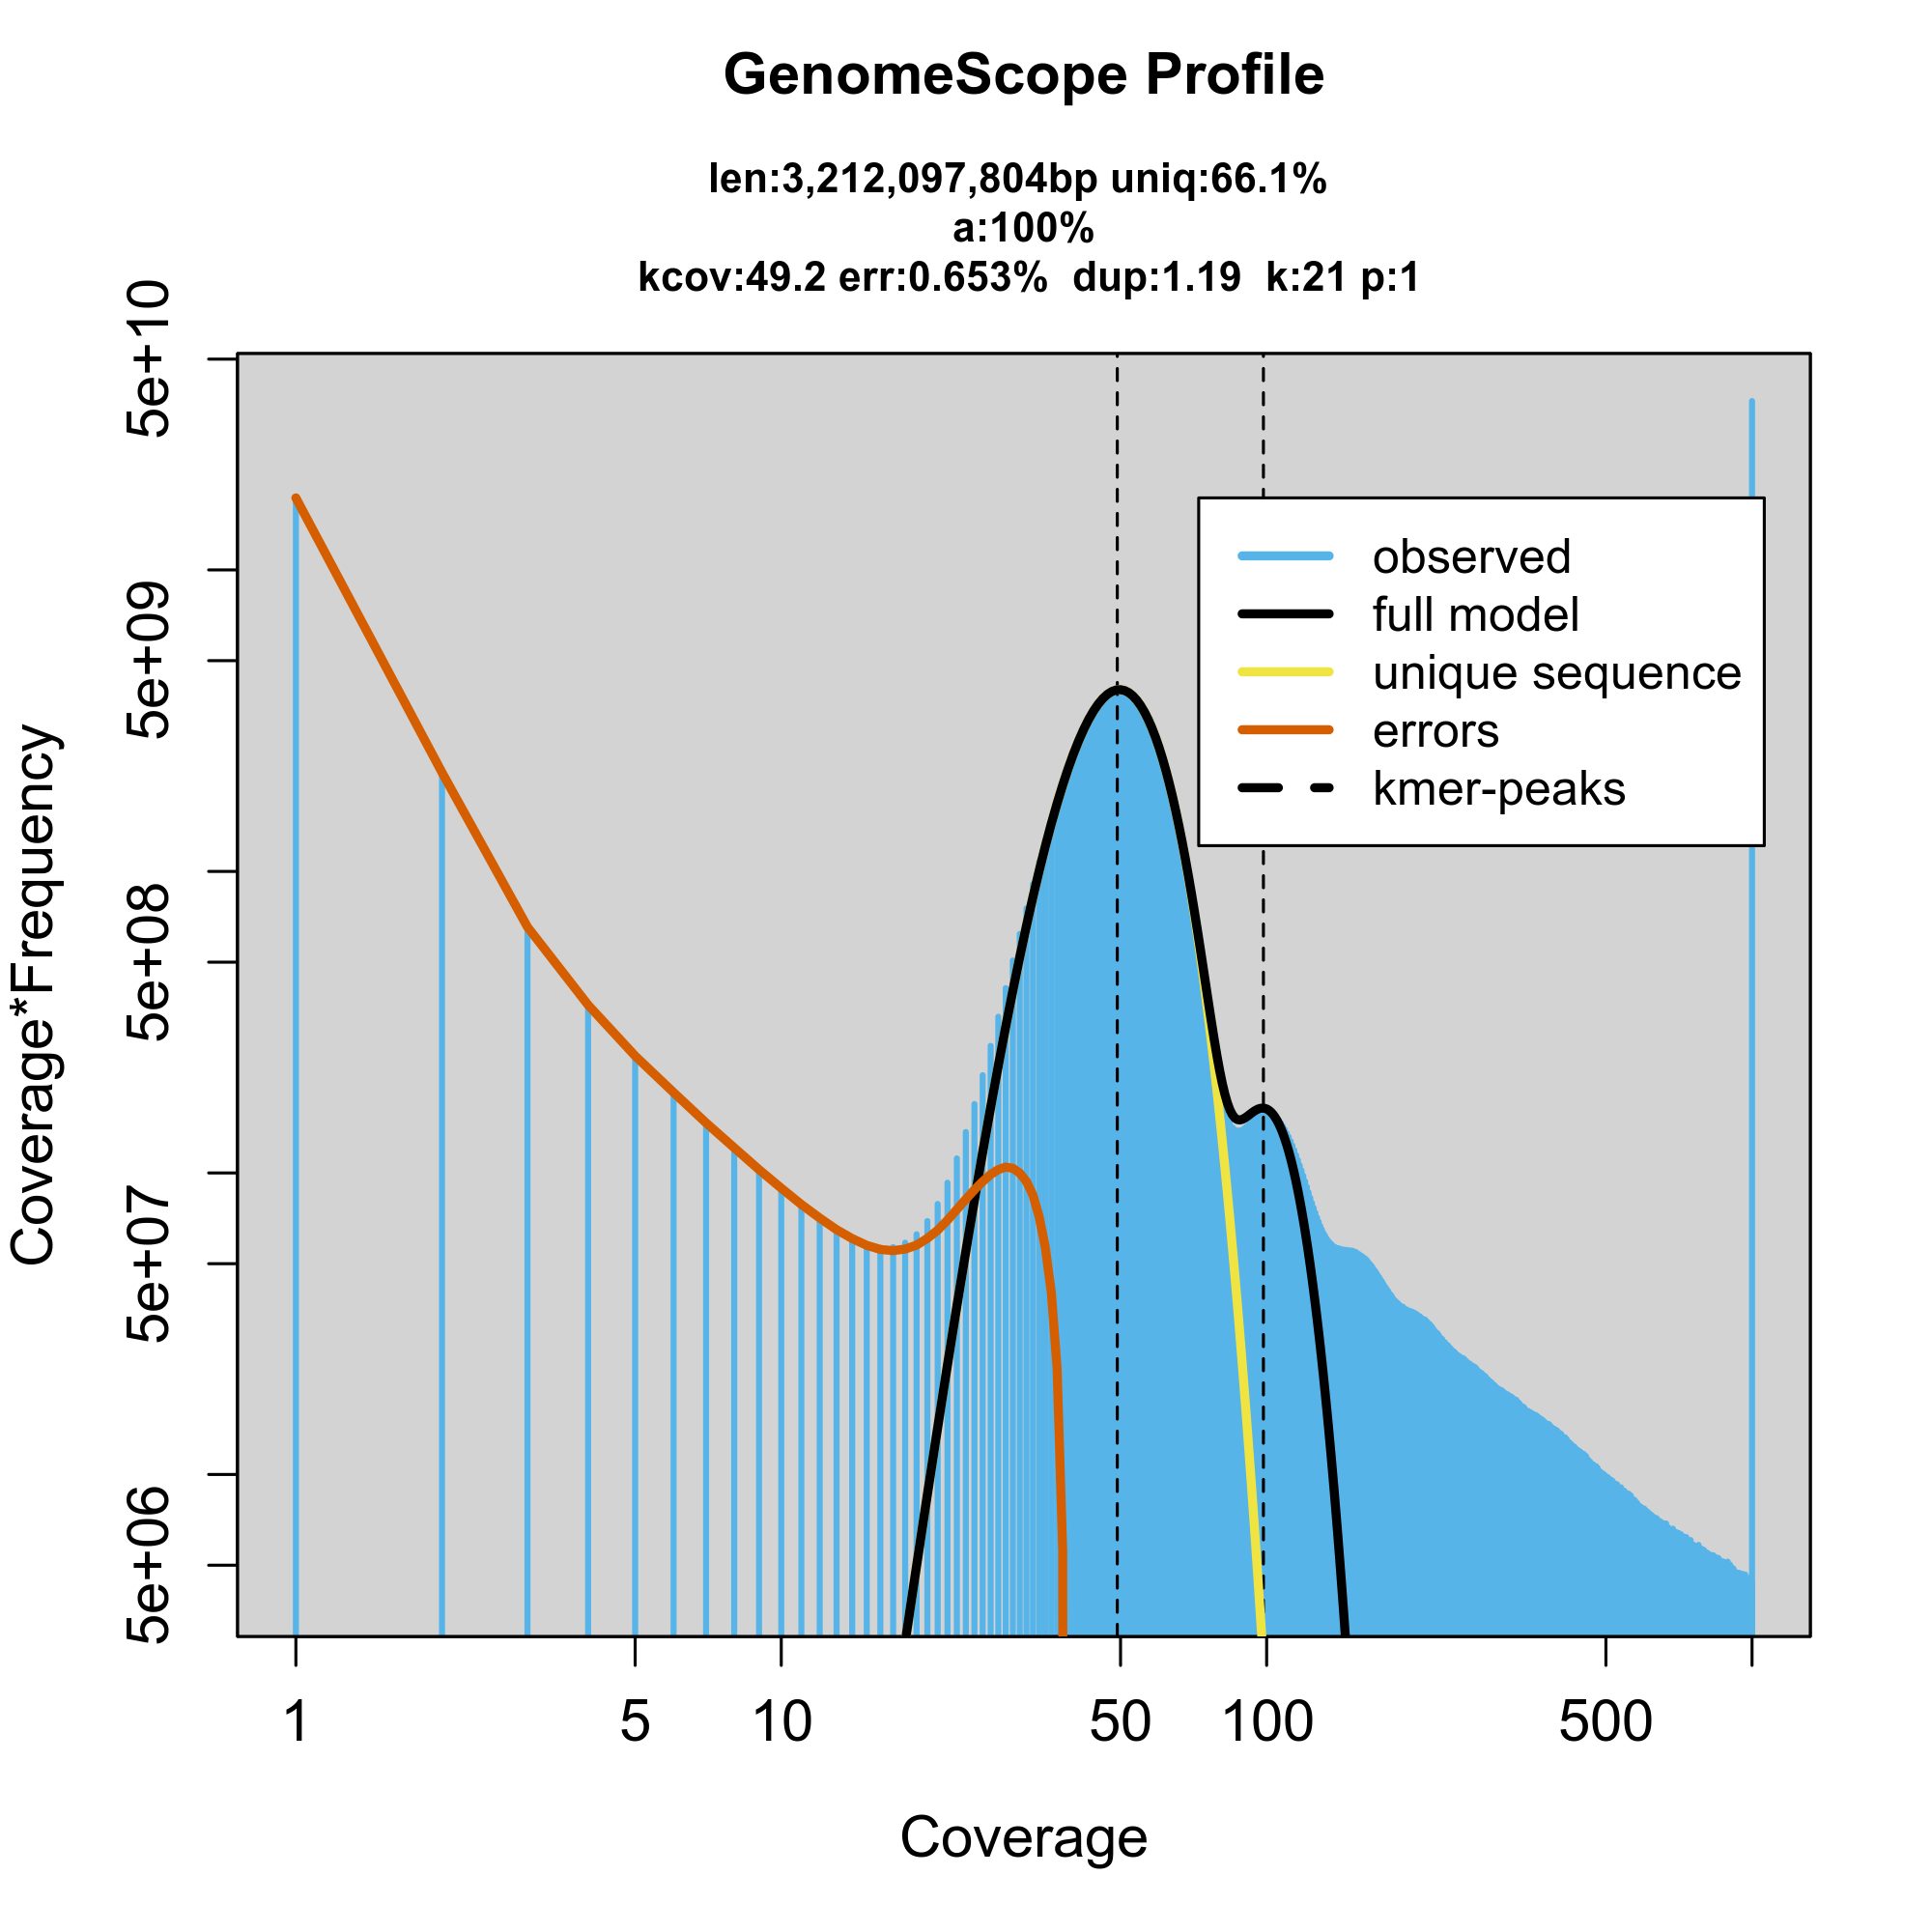 GenomeScope Profile
len:3,212,097,804bp uniq:66.1%
a:100%
kcov:49.2 err:0.653% dup:1.19 k:21 p:1
5e+10
5e+09
5e+08
5e+07
5e+06
Coverage*Frequency
observed
full model
unique sequence
errors
kmer-peaks
1 5 10 50 100 500
Coverage